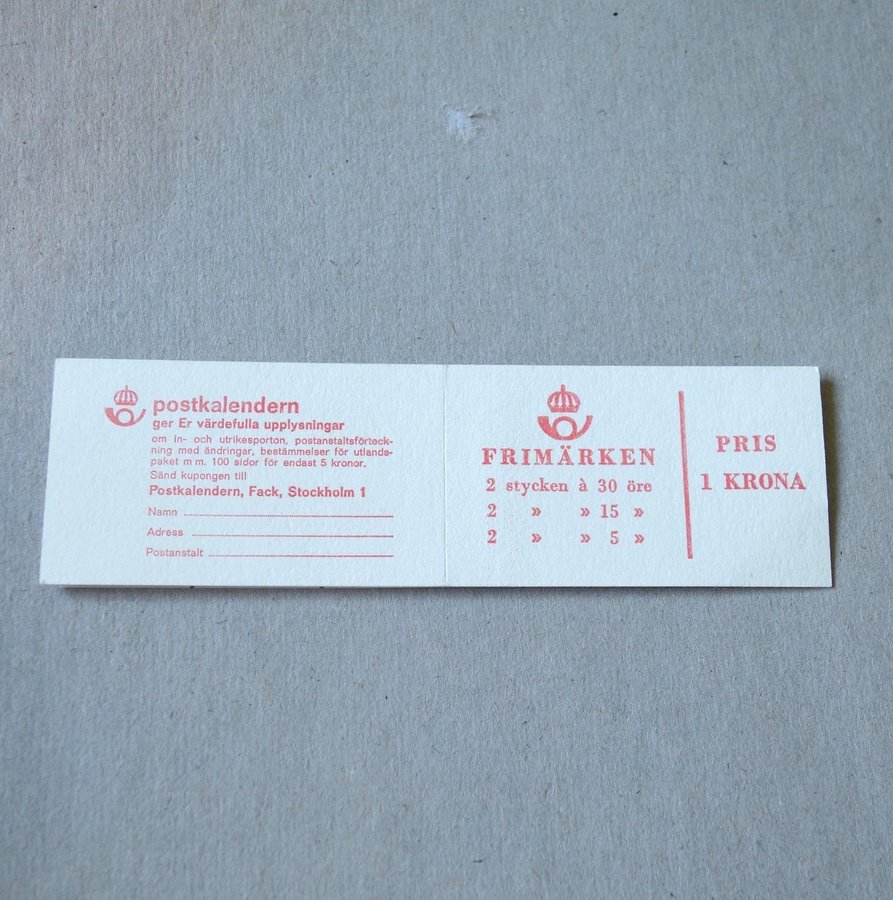 postkalendern
ger Er värdefulla upplysningar
om In- och utrikesporton, postanstaltsförteck-
ning med ändringar, bestämmelser för utlands-
paket m m. 100 sidor för endast 5 kronor.
Sänd kupongen till
Postkalendern, Fack, Stockholm 1
Namn
Adress
Postanstalt
FRIMÄRKEN
2 stycken à 30 öre
2 » » 15 »
2 » » 5 »
PRIS
1 KRONA